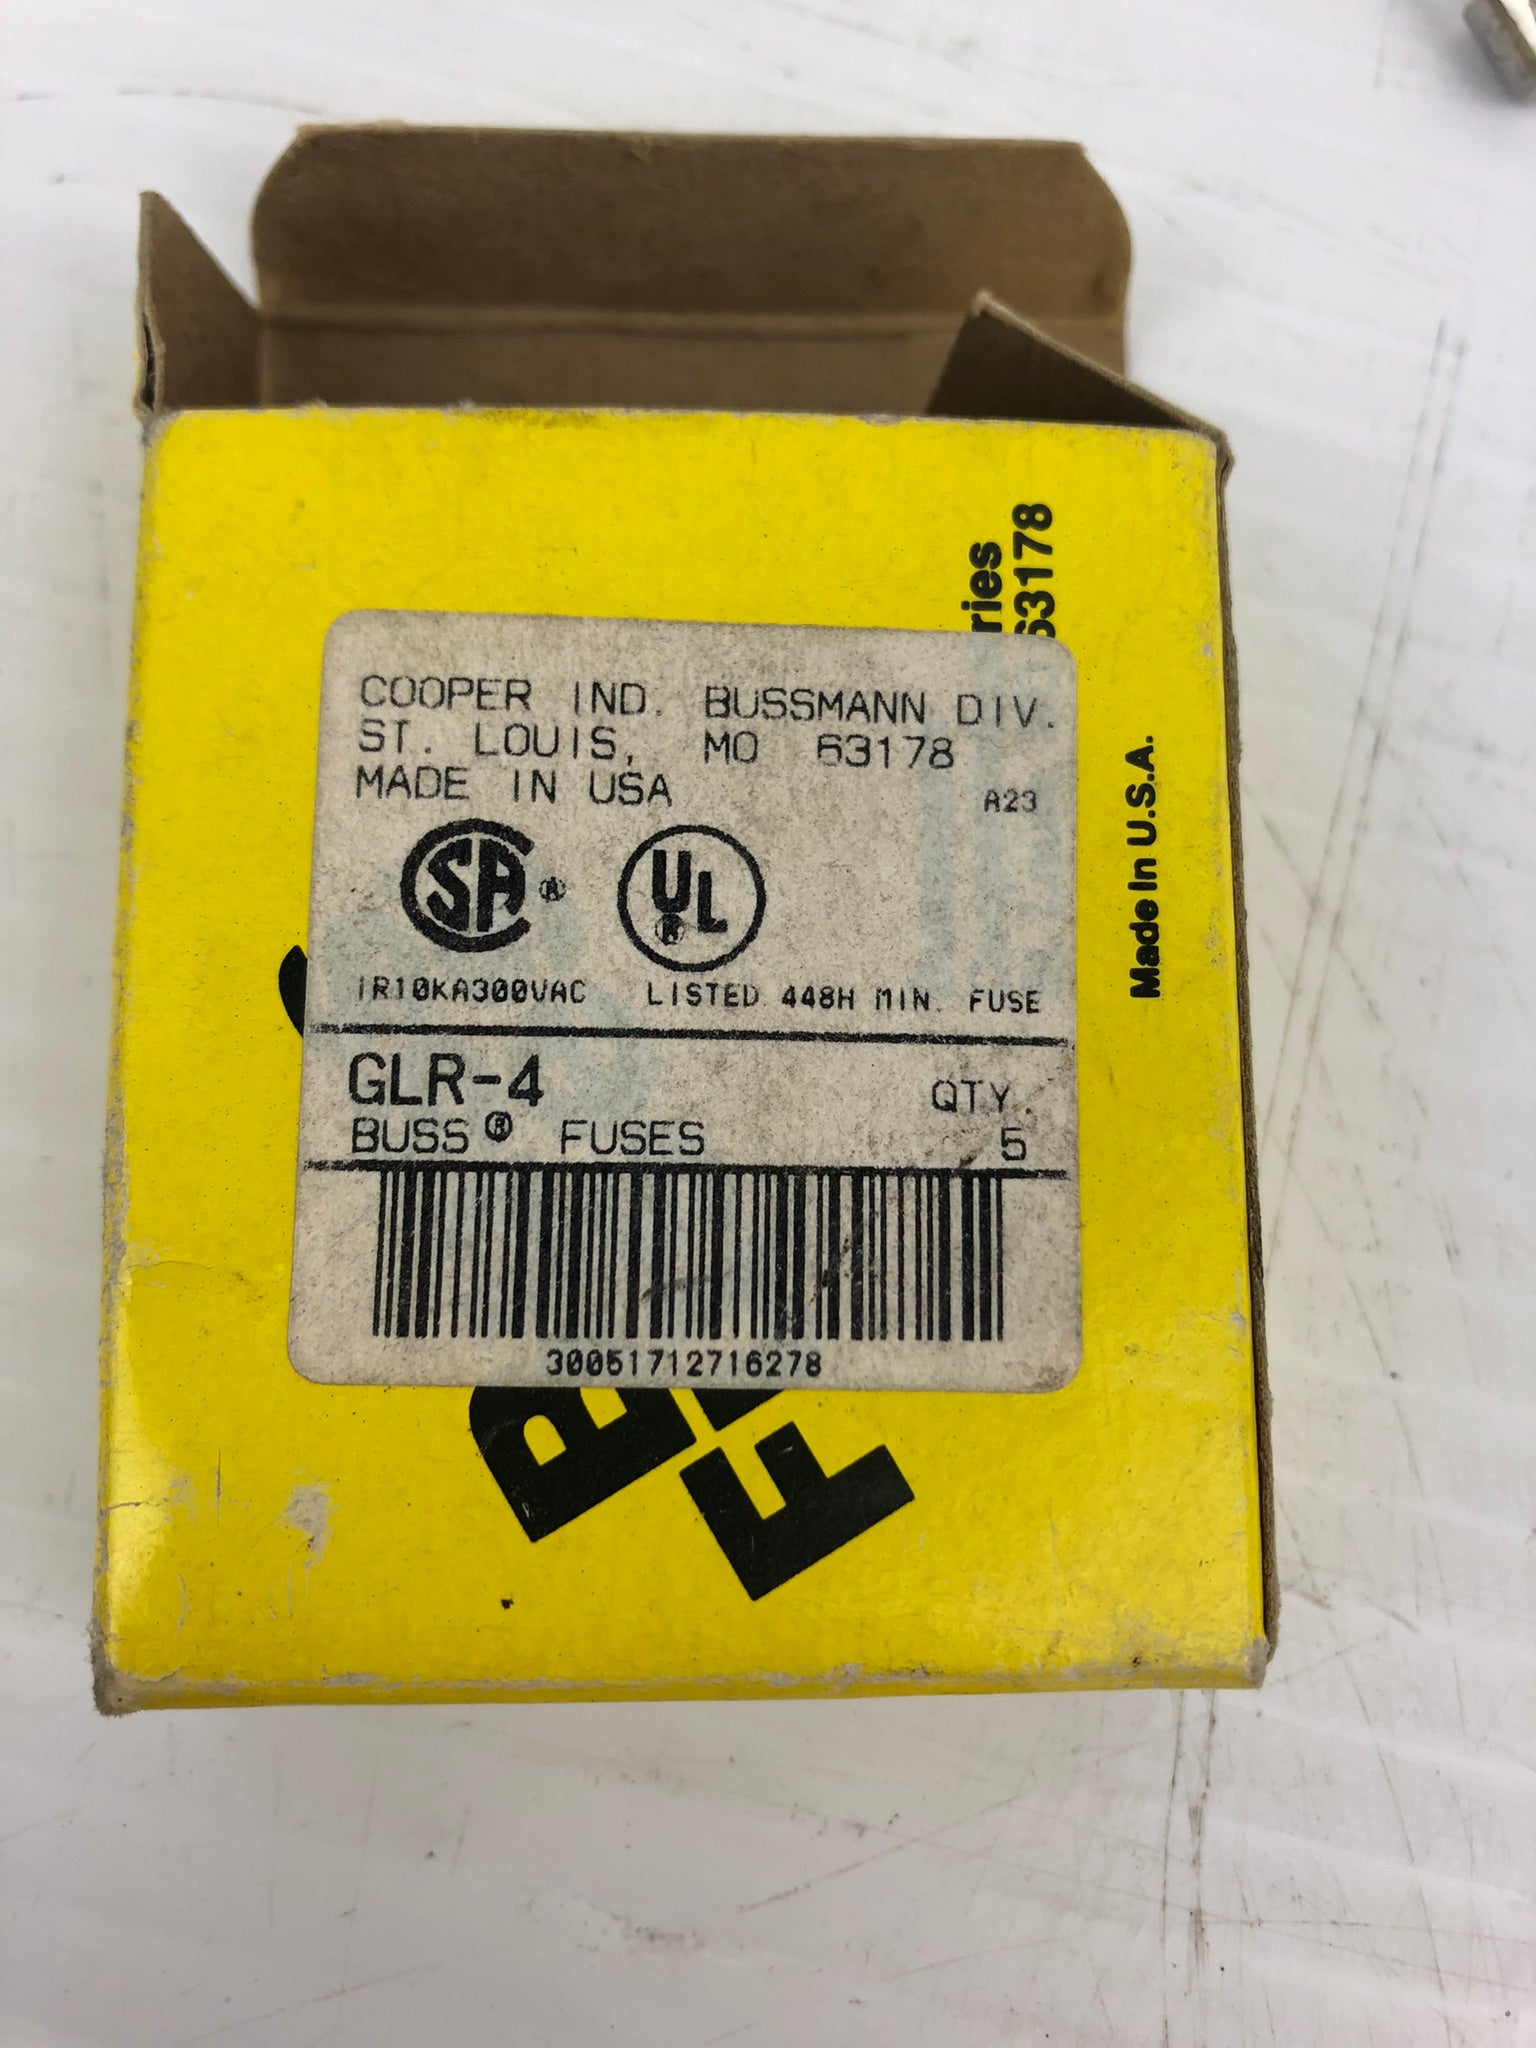 COOPER IND. BUSSMANN DIV.
ST. LOUIS, MO 63178
MADE IN USA A23
SA ® UL ®
IR10KA300VAC LISTED 448H MIN. FUSE
GLR-4 QTY.
BUSS® FUSES 5
30051712716278
ries
63178
Made In U.S.A.
B
F